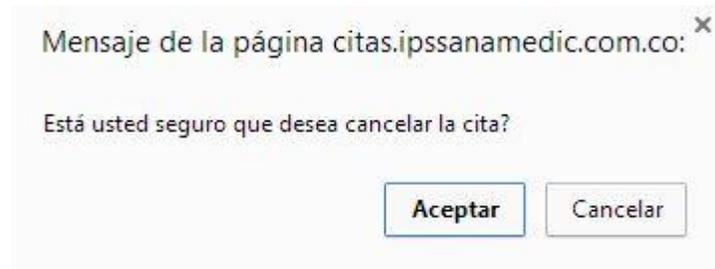 Mensaje de la página citas.ipssanamedic.com.co:
Está usted seguro que desea cancelar la cita?
Aceptar
Cancelar